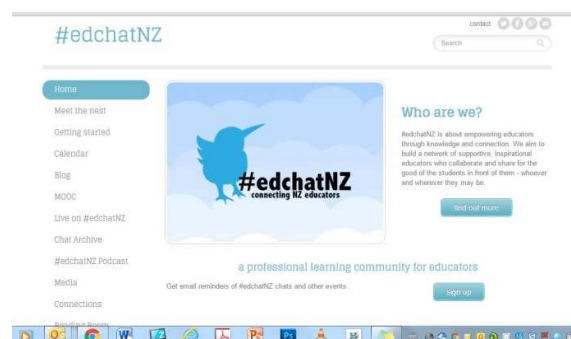 contact
#edchatNZ
Search
Home
Meet the nest
Getting started
Calendar
Blog
MOOC
Live on #edchatNZ
Chat Archive
#edchatNZ Podcast
Media
Connections
Reading Room
#edchatNZ
connecting NZ educators
Who are we?
#edchatNZ is about empowering educators
through knowledge and connection. We aim to
build a network of supportive, inspirational
educators who collaborate and share for the
good of the students in front of them - whoever
and wherever they may be.
find out more
a professional learning community for educators
Get email reminders of #edchatNZ chats and other events.
sign up